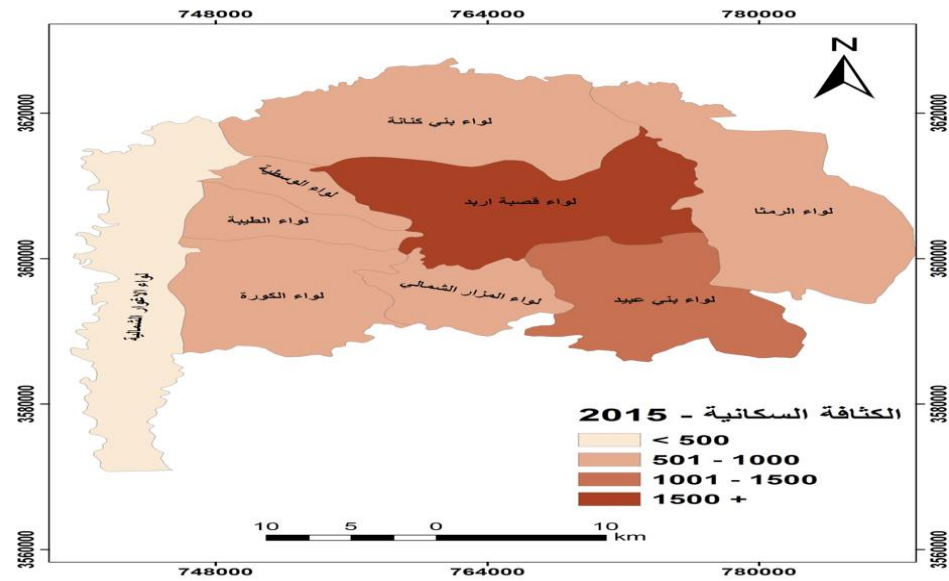 748000 764000 780000
N
3620000 3620000
لواء بني كنانة
لواء الوسطية
لواء قصبة اربد
لواء الرمثا
لواء الطيبة
3600000 3600000
لواء الاغوار الشمالية
لواء الكورة
لواء المزار الشمالي
لواء بني عبيد
3580000 3580000
الكثافة السكانية - 2015
< 500
501 - 1000
1001 - 1500
1500 +
10 5 0 10
km
3560000 3560000
748000 764000 780000